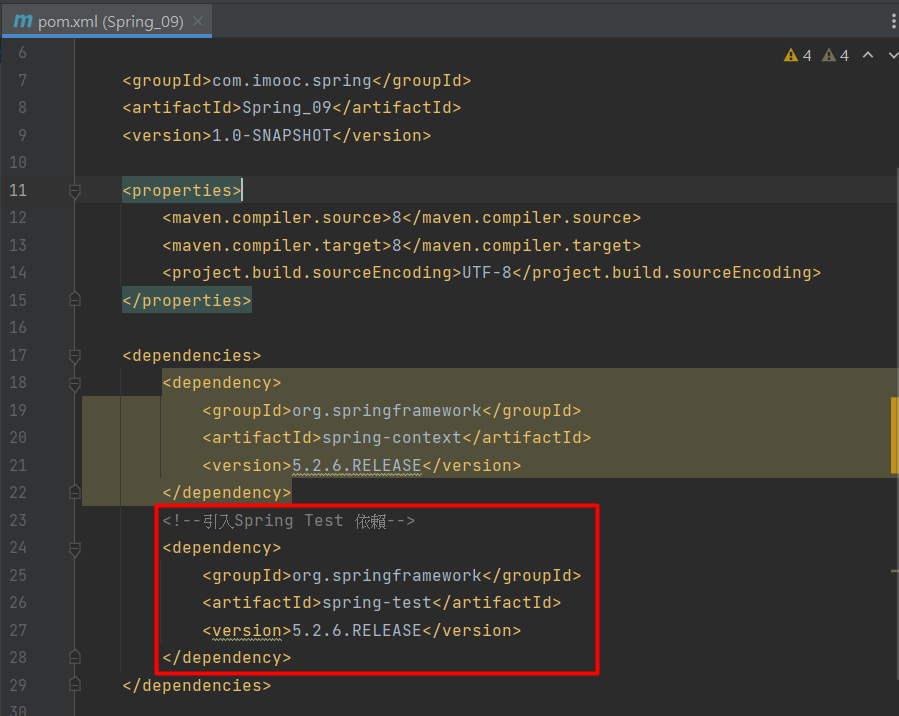 m pom.xml (Spring_09) ×
4 4
6
7 <groupId>com.imooc.spring</groupId>
8 <artifactId>Spring_09</artifactId>
9 <version>1.0-SNAPSHOT</version>
10
11 <properties>
12 <maven.compiler.source>8</maven.compiler.source>
13 <maven.compiler.target>8</maven.compiler.target>
14 <project.build.sourceEncoding>UTF-8</project.build.sourceEncoding>
15 </properties>
16
17 <dependencies>
18 <dependency>
19 <groupId>org.springframework</groupId>
20 <artifactId>spring-context</artifactId>
21 <version>5.2.6.RELEASE</version>
22 </dependency>
23 <!--引入Spring Test 依賴-->
24 <dependency>
25 <groupId>org.springframework</groupId>
26 <artifactId>spring-test</artifactId>
27 <version>5.2.6.RELEASE</version>
28 </dependency>
29 </dependencies>
30